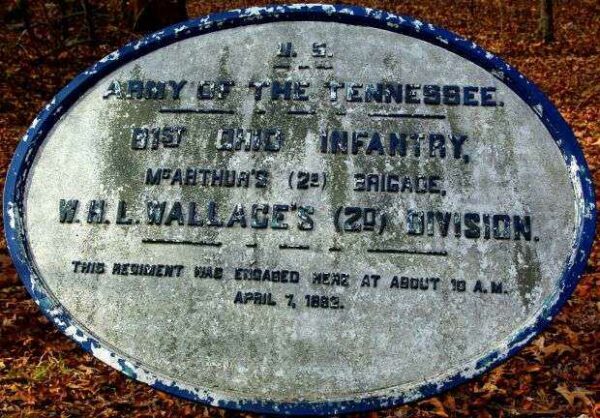 U. S.
ARMY OF THE TENNESSEE.
81ST OHIO INFANTRY,
MCARTHUR'S (2D) BRIGADE,
W. H. L. WALLACE'S (2D) DIVISION.
THIS REGIMENT WAS ENGAGED HERE AT ABOUT 10 A. M.
APRIL 7, 1862.